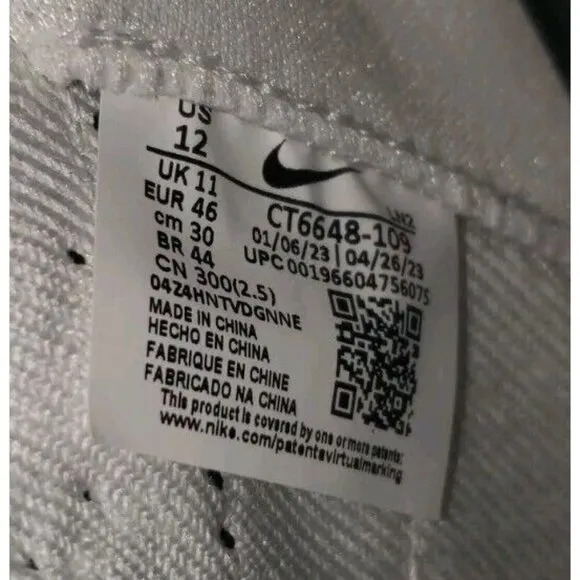 US
12
UK 11
EUR 46
cm 30
BR 44
CN 300(2.5)
0424HNTVDGNNE
LN2
CT6648-109
01/06/23 | 04/26/23
UPC 00196604756075
MADE IN CHINA
HECHO EN CHINA
FABRIQUE EN CHINE
FABRICADO NA CHINA
This product is covered by one or more patents:
www.nike.com/patentsvirtualmarking